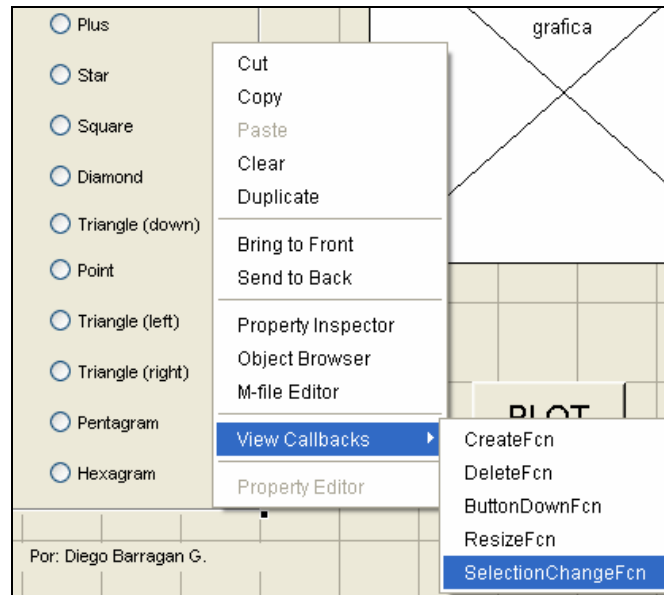 Plus
Star
Square
Diamond
Triangle (down)
Point
Triangle (left)
Triangle (right)
Pentagram
Hexagram
Por: Diego Barragan G.
Cut
Copy
Paste
Clear
Duplicate
Bring to Front
Send to Back
Property Inspector
Object Browser
M-file Editor
View Callbacks
Property Editor
grafica
PLOT
CreateFcn
DeleteFcn
ButtonDownFcn
ResizeFcn
SelectionChangeFcn